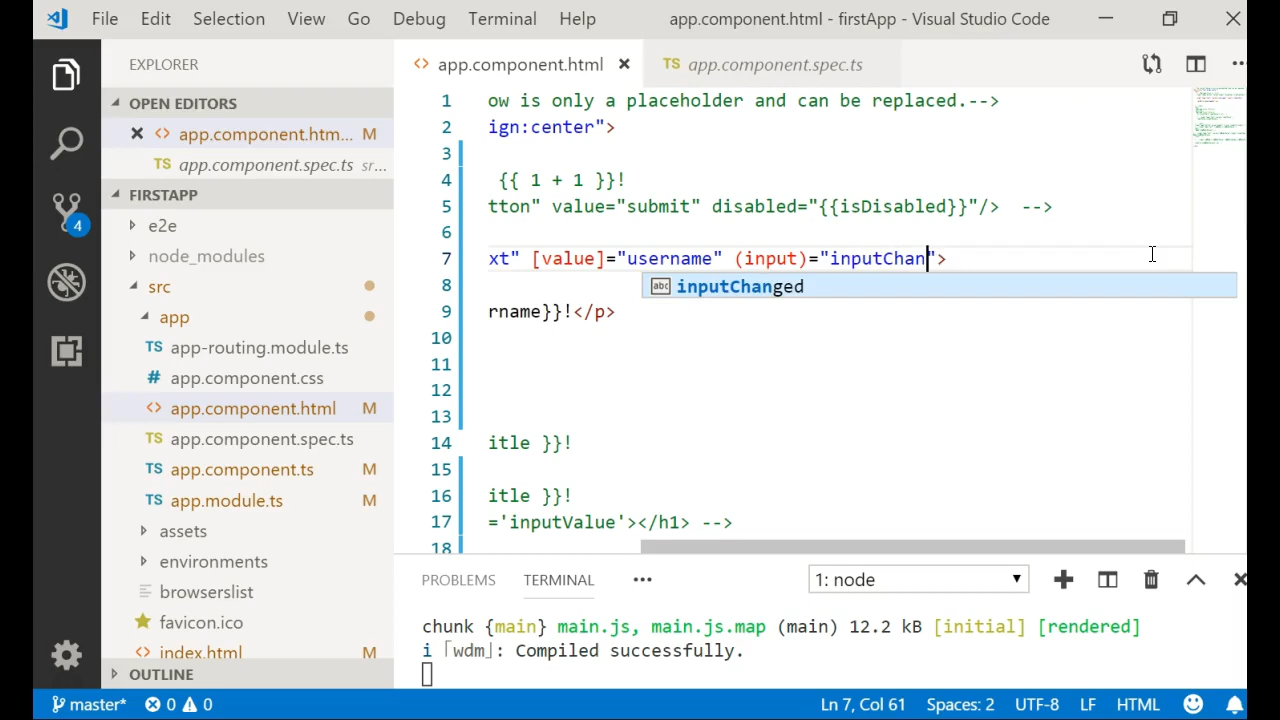 File Edit Selection View Go Debug Terminal Help app.component.html - firstApp - Visual Studio Code
EXPLORER
OPEN EDITORS
app.component.htm... M
TS app.component.spec.ts sr...
FIRSTAPP
e2e
node_modules
src
app
TS app-routing.module.ts
# app.component.css
<> app.component.html M
TS app.component.spec.ts
TS app.component.ts M
TS app.module.ts M
assets
environments
browserslist
favicon.ico
index.html M
OUTLINE
4
<> app.component.html
TS app.component.spec.ts
1 ow is only a placeholder and can be replaced.-->
2 ign:center">
3
4 {{ 1 + 1 }}!
5 tton" value="submit" disabled="{{isDisabled}}"/> -->
6
7 xt" [value]="username" (input)="inputChan">
abc inputChanged
8
9 rname}}!</p>
10
11
12
13
14 itle }}!
15
16 itle }}!
17 ='inputValue'></h1> -->
18
PROBLEMS TERMINAL ••• 1: node
chunk {main} main.js, main.js.map (main) 12.2 kB [initial] [rendered]
i ｢wdm｣: Compiled successfully.
master* 0 0 Ln 7, Col 61 Spaces: 2 UTF-8 LF HTML